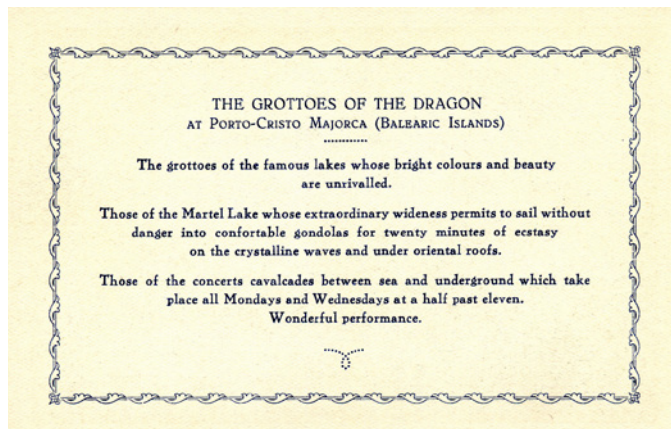 THE GROTTOES OF THE DRAGON
AT PORTO-CRISTO MAJORCA (BALEARIC ISLANDS)
The grottoes of the famous lakes whose bright colours and beauty
are unrivalled.
Those of the Martel Lake whose extraordinary wideness permits to sail without
danger into confortable gondolas for twenty minutes of ecstasy
on the crystalline waves and under oriental roofs.
Those of the concerts cavalcades between sea and underground which take
place all Mondays and Wednesdays at a half past eleven.
Wonderful performance.